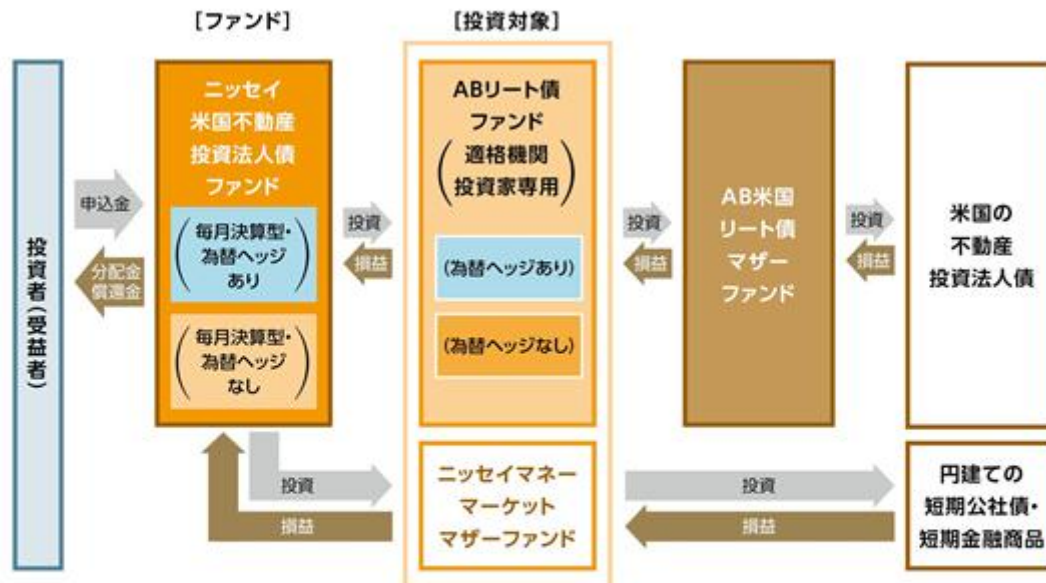 [ファンド]
[投資対象]
投資者(受益者)
申込金
分配金
償還金
ニッセイ
米国不動産
投資法人債
ファンド
(毎月決算型・
為替ヘッジ
あり)
(毎月決算型・
為替ヘッジ
なし)
投資
損益
ABリート債
ファンド
(適格機関
投資家専用)
(為替ヘッジあり)
(為替ヘッジなし)
投資
損益
AB米国
リート債
マザー
ファンド
投資
損益
米国の
不動産
投資法人債
投資
損益
ニッセイマネー
マーケット
マザーファンド
投資
損益
円建ての
短期公社債・
短期金融商品